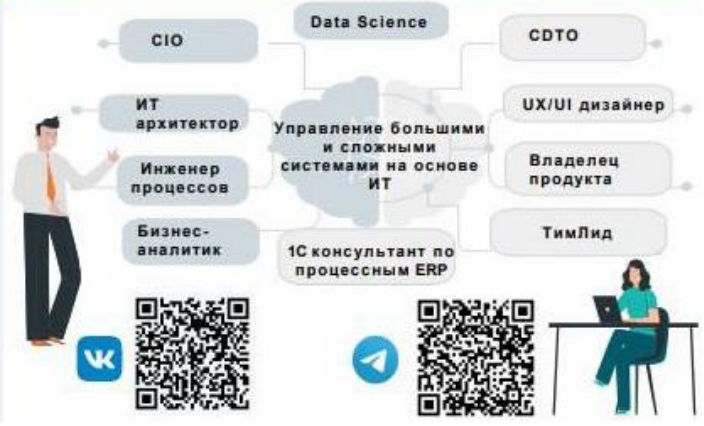 Data Science
CIO
CDTO
ИТ
архитектор
UX/UI дизайнер
Управление большими
и сложными
системами на основе
ИТ
Инженер
процессов
Владелец
продукта
Бизнес-
аналитик
1С консультант по
процессным ERP
ТимЛид